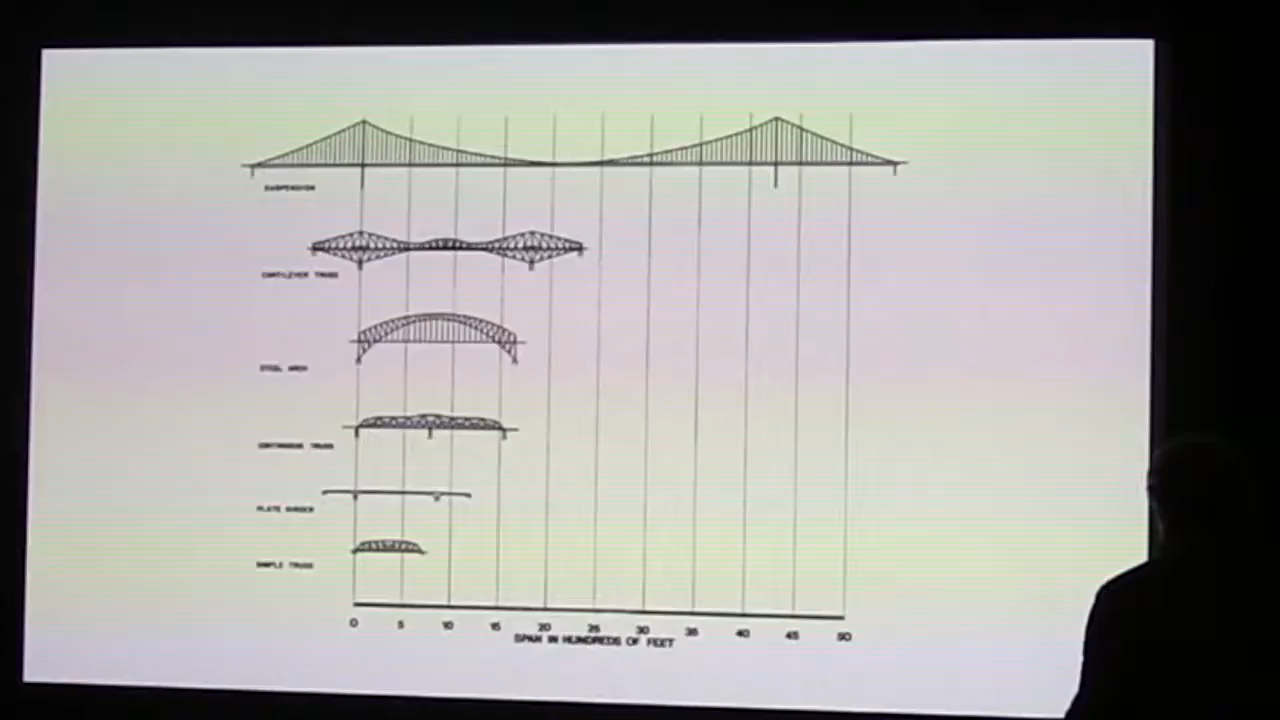 SUSPENSION
CANTILEVER TRUSS
STEEL ARCH
CONTINUOUS TRUSS
PLATE GIRDER
SIMPLE TRUSS
0 5 10 15 20 25 30 35 40 45 50
SPAN IN HUNDREDS OF FEET